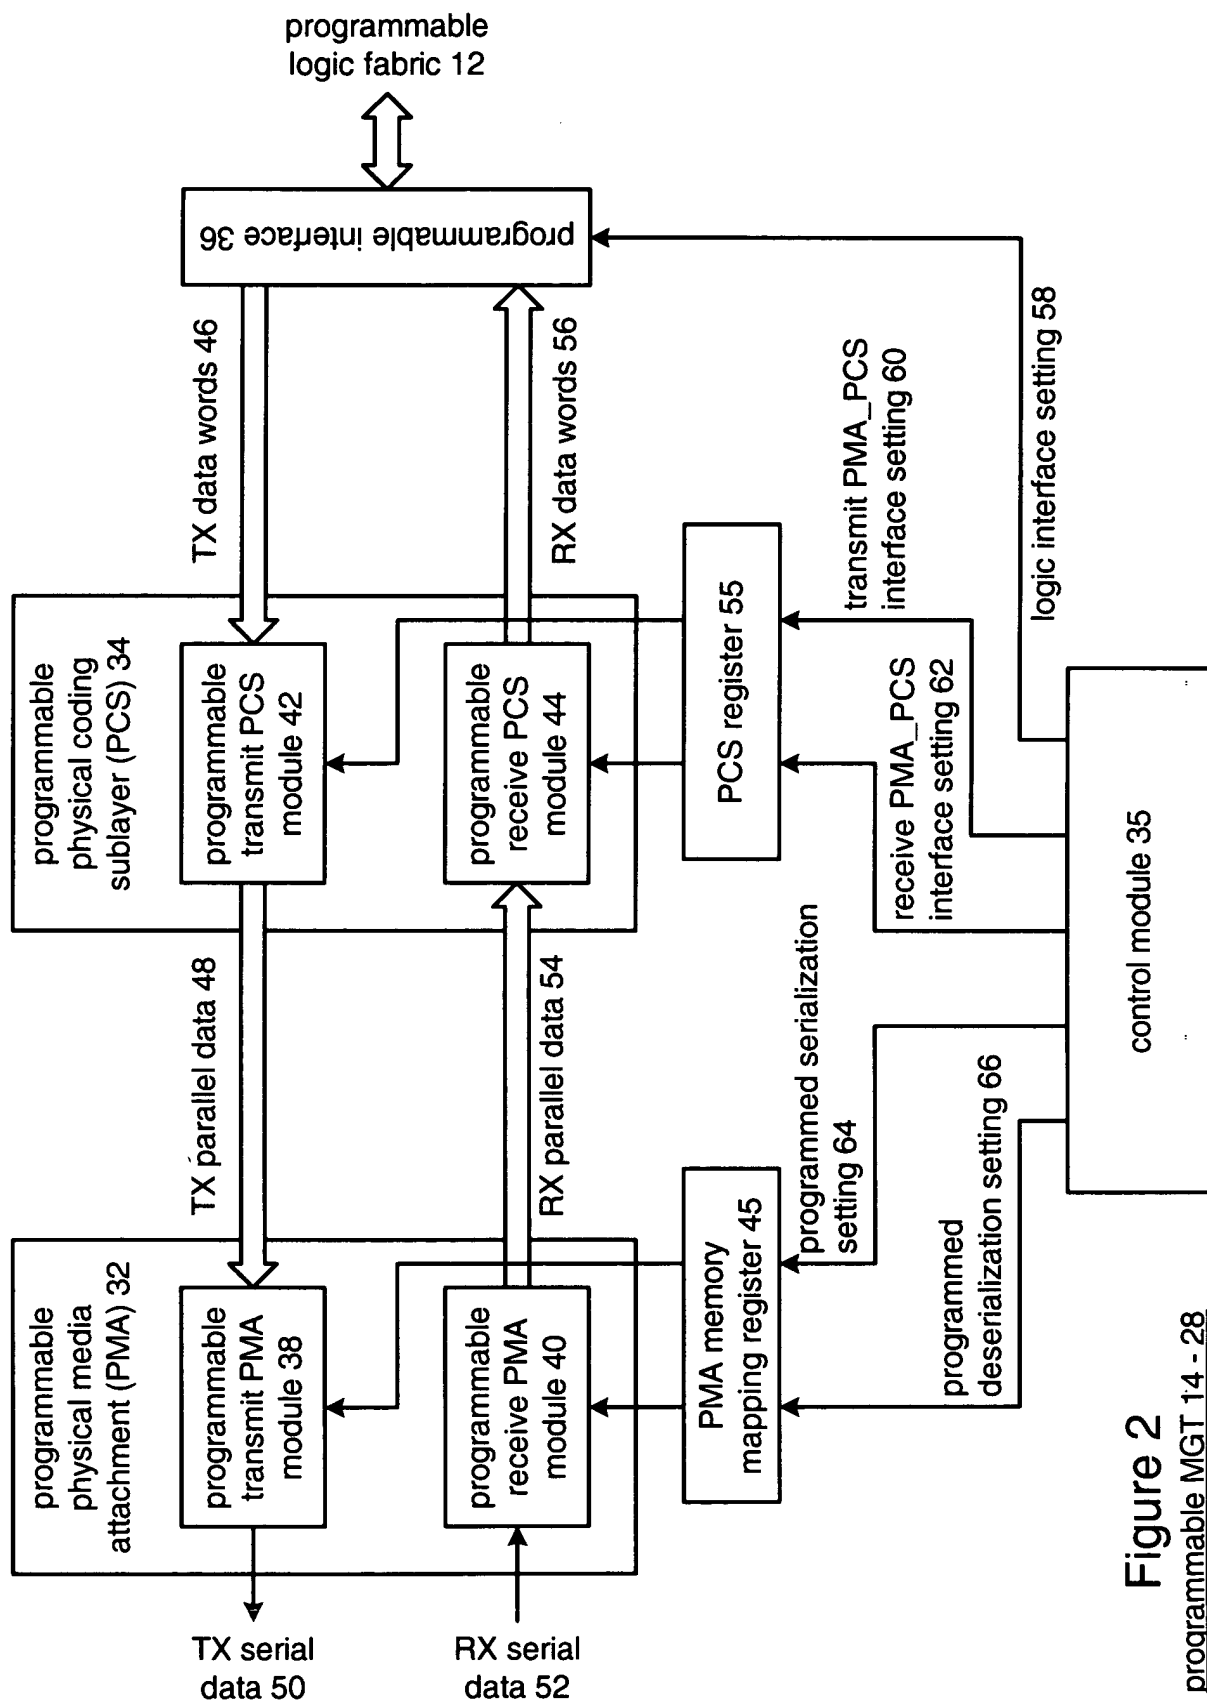 programmable
logic fabric 12
programmable interface 36
TX data words 46
RX data words 56
programmable
physical coding
sublayer (PCS) 34
programmable
transmit PCS
module 42
programmable
receive PCS
module 44
TX parallel data 48
RX parallel data 54
programmable
physical media
attachment (PMA) 32
programmable
transmit PMA
module 38
programmable
receive PMA
module 40
TX serial
data 50
RX serial
data 52
PCS register 55
PMA memory
mapping register 45
transmit PMA_PCS
interface setting 60
logic interface setting 58
receive PMA_PCS
interface setting 62
programmed serialization
setting 64
programmed
deserialization setting 66
control module 35
Figure 2
programmable MGT 14 - 28